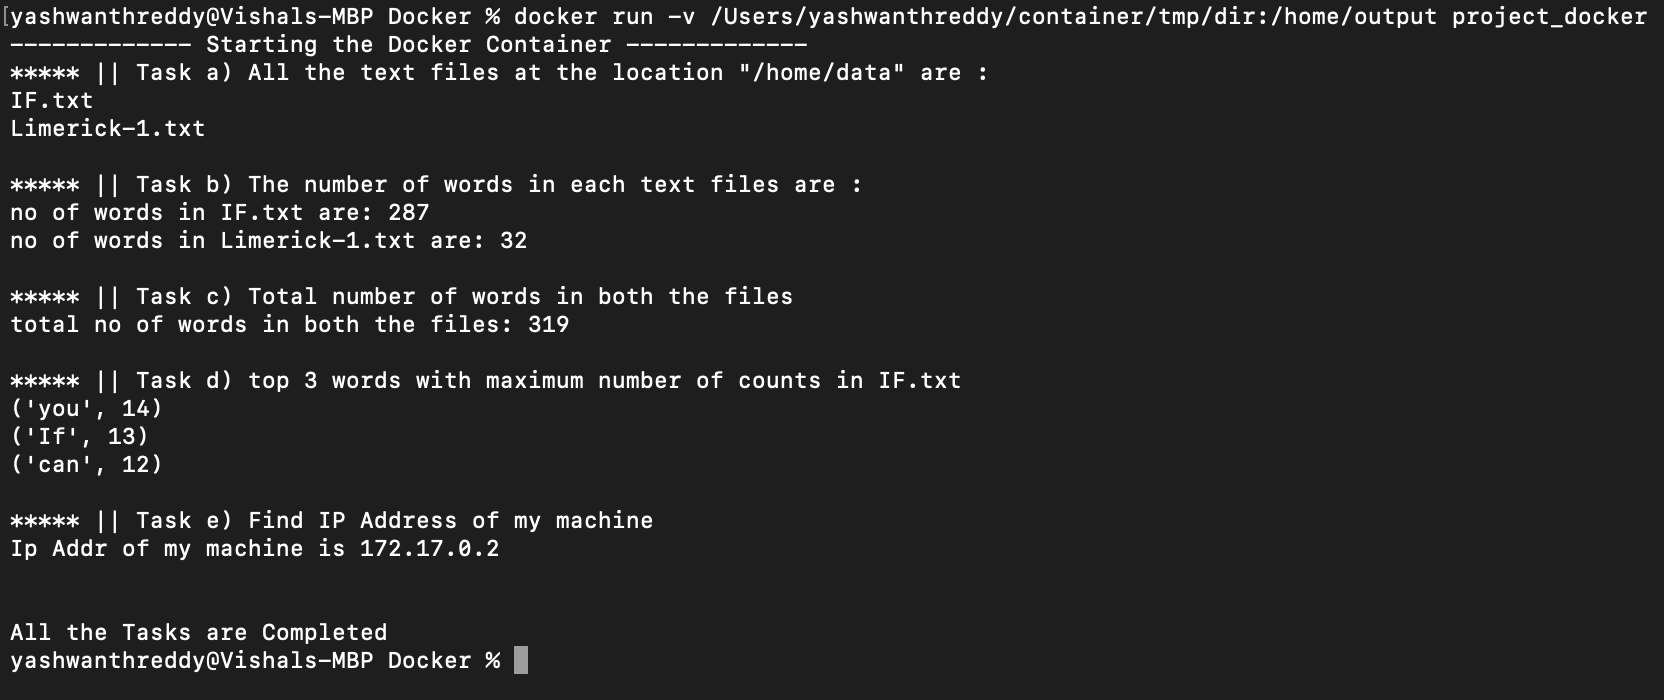 [yashwanthreddy@Vishals-MBP Docker % docker run -v /Users/yashwanthreddy/container/tmp/dir:/home/output project_docker
------------- Starting the Docker Container -------------
***** || Task a) All the text files at the location "/home/data" are :
IF.txt
Limerick-1.txt
***** || Task b) The number of words in each text files are :
no of words in IF.txt are: 287
no of words in Limerick-1.txt are: 32
***** || Task c) Total number of words in both the files
total no of words in both the files: 319
***** || Task d) top 3 words with maximum number of counts in IF.txt
('you', 14)
('If', 13)
('can', 12)
***** || Task e) Find IP Address of my machine
Ip Addr of my machine is 172.17.0.2
All the Tasks are Completed
yashwanthreddy@Vishals-MBP Docker %